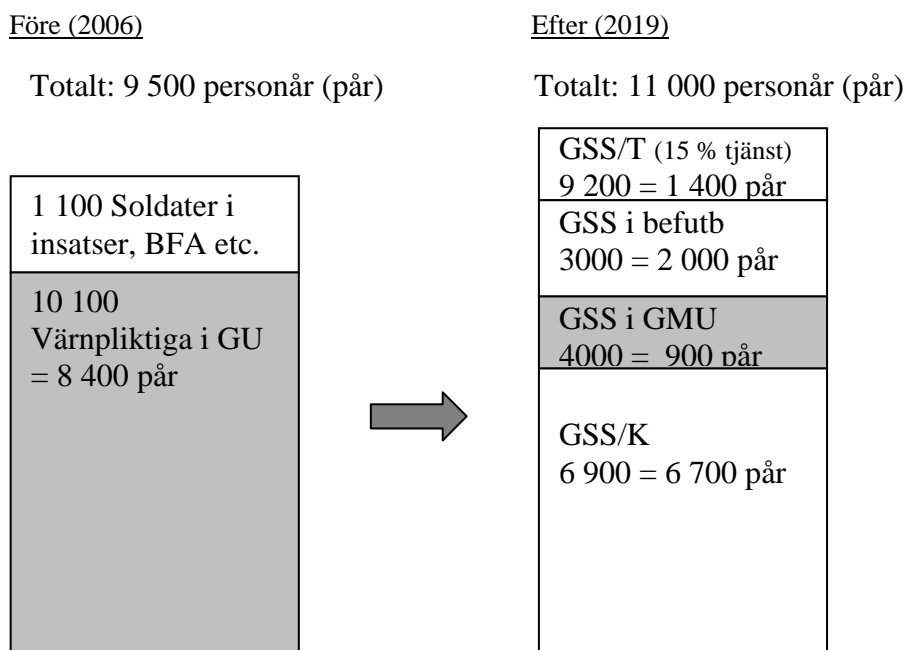 Före (2006)
Totalt: 9 500 personår (pår)
1 100 Soldater i
insatser, BFA etc.
10 100
Värnpliktiga i GU
= 8 400 pår
Efter (2019)
Totalt: 11 000 personår (pår)
GSS/T (15 % tjänst)
9 200 = 1 400 pår
GSS i befutb
3000 = 2 000 pår
GSS i GMU
4000 =  900 pår
GSS/K
6 900 = 6 700 pår